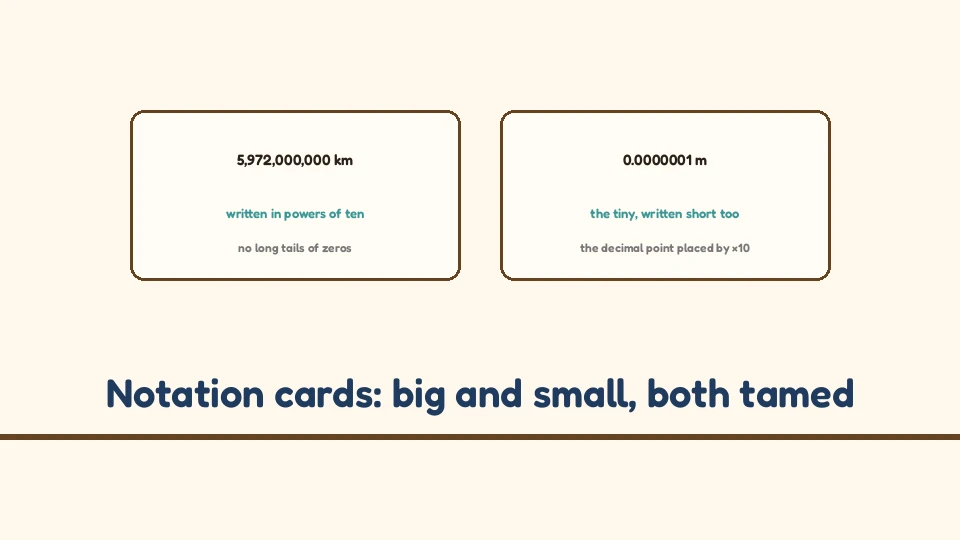 5,972,000,000 km
written in powers of ten
no long tails of zeros
0.0000001 m
the tiny, written short too
the decimal point placed by ×10
Notation cards: big and small, both tamed